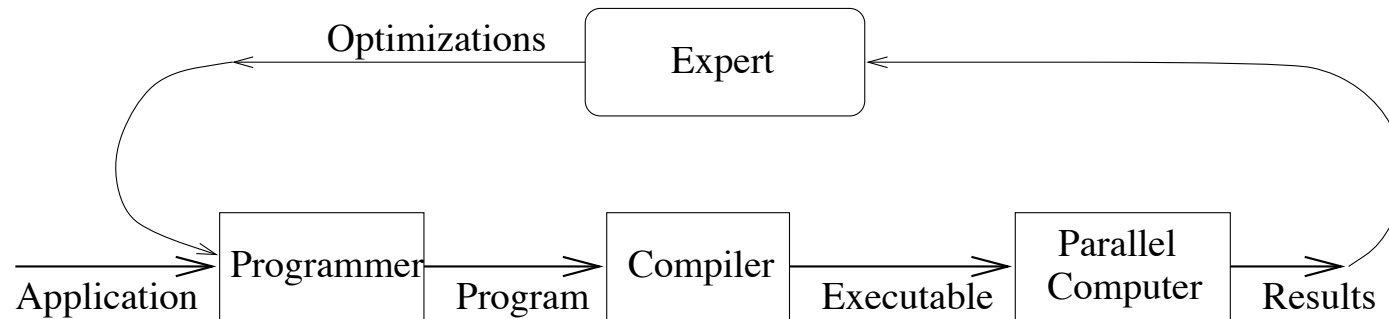 Optimizations
Expert
Programmer
Compiler
Parallel
Computer
Application
Program
Executable
Results